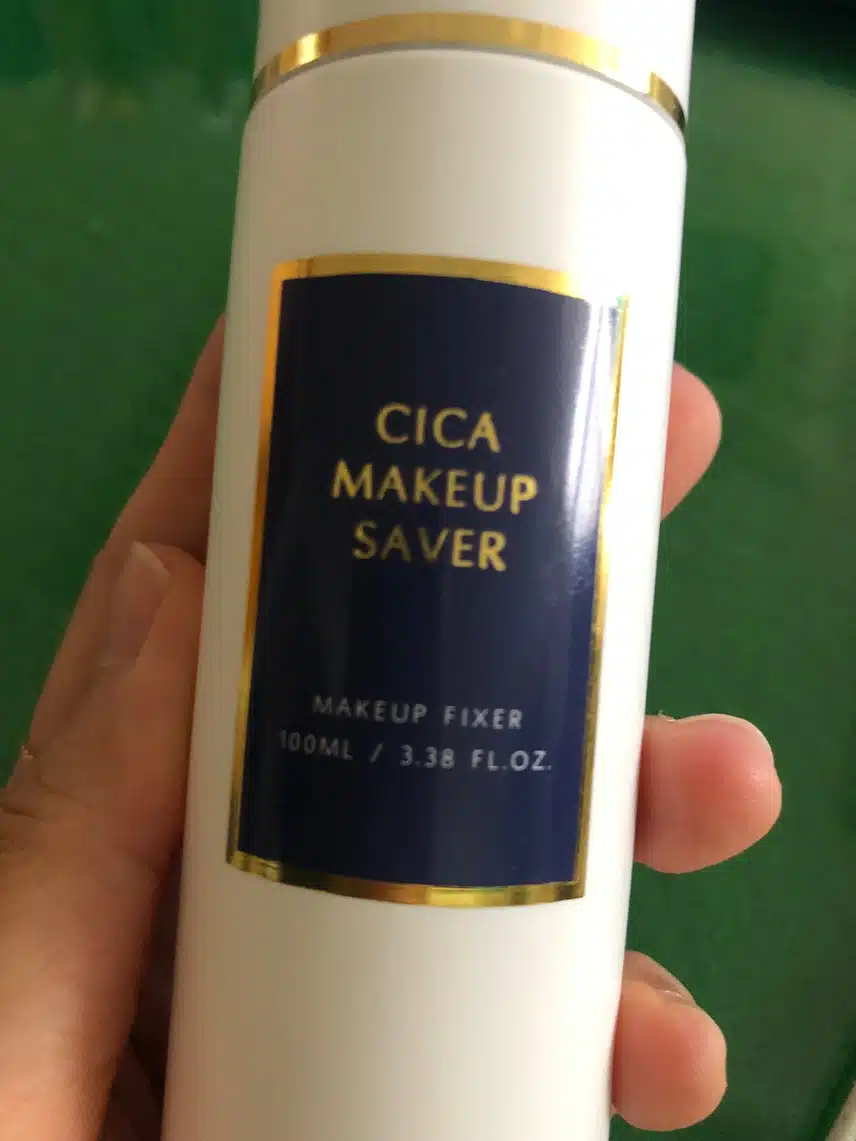 CICA
MAKEUP
SAVER
MAKEUP FIXER
100ML / 3.38 FL.OZ.